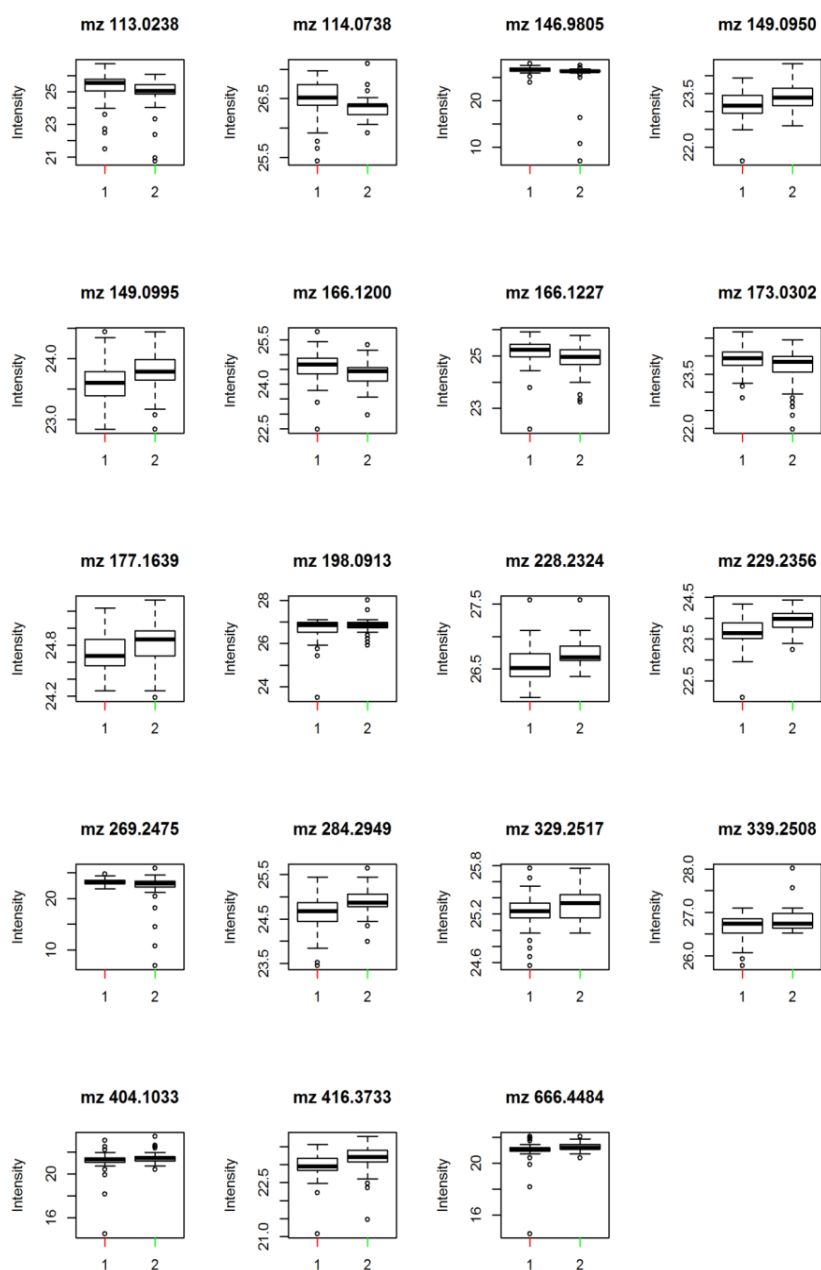 mz 113.0238
mz 114.0738
mz 146.9805
mz 149.0950
Intensity
21 23 25
1 2
Intensity
25.5 26.5
1 2
Intensity
10 20
1 2
Intensity
22.0 23.5
1 2
mz 149.0995
mz 166.1200
mz 166.1227
mz 173.0302
Intensity
23.0 24.0
1 2
Intensity
22.5 24.0 25.5
1 2
Intensity
23 25
1 2
Intensity
22.0 23.5
1 2
mz 177.1639
mz 198.0913
mz 228.2324
mz 229.2356
Intensity
24.2 24.8
1 2
Intensity
24 26 27 28
1 2
Intensity
26.5 27.5
1 2
Intensity
22.5 23.5 24.5
1 2
mz 269.2475
mz 284.2949
mz 329.2517
mz 339.2508
Intensity
10 20
1 2
Intensity
23.5 24.5 25.5
1 2
Intensity
24.6 25.2 25.8
1 2
Intensity
26.0 27.0 28.0
1 2
mz 404.1033
mz 416.3733
mz 666.4484
Intensity
16 20
1 2
Intensity
21.0 22.5
1 2
Intensity
16 20
1 2